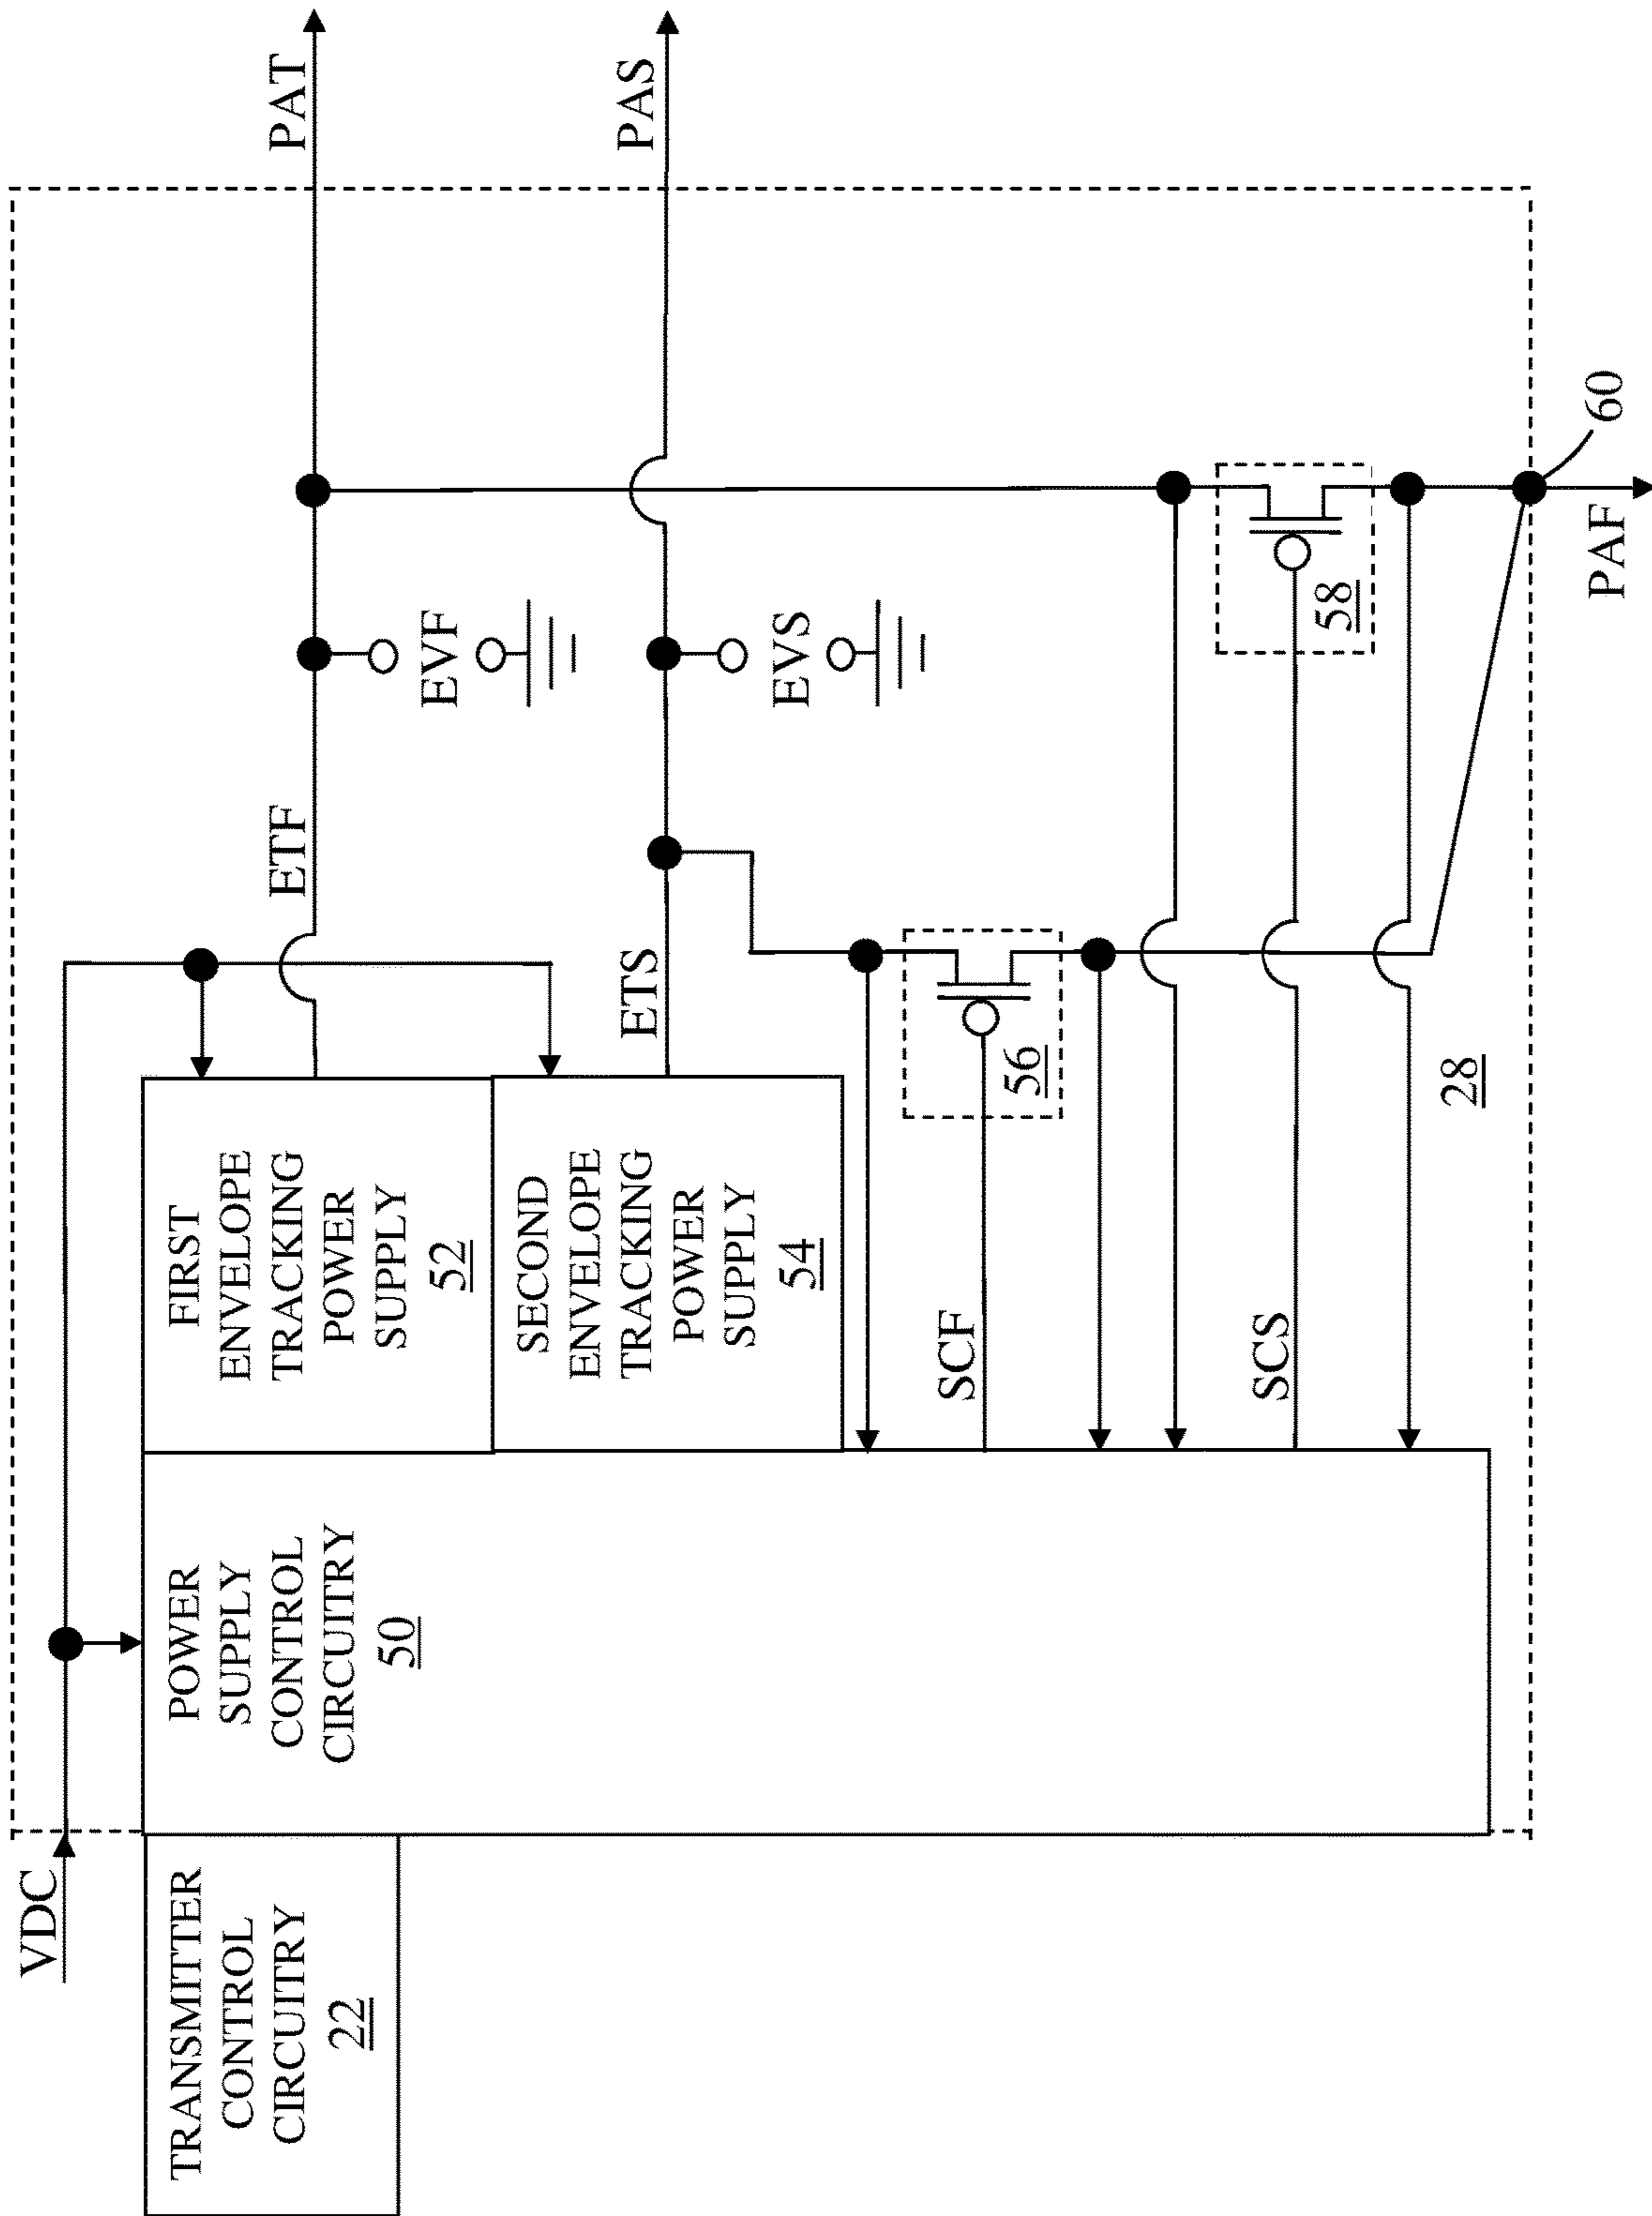 VDC
TRANSMITTER
CONTROL
CIRCUITRY
22
POWER
SUPPLY
CONTROL
CIRCUITRY
50
FIRST
ENVELOPE
TRACKING
POWER
SUPPLY
52
SECOND
ENVELOPE
TRACKING
POWER
SUPPLY
54
ETF
ETS
EVF
EVS
PAT
PAS
SCF
56
SCS
58
28
60
PAF